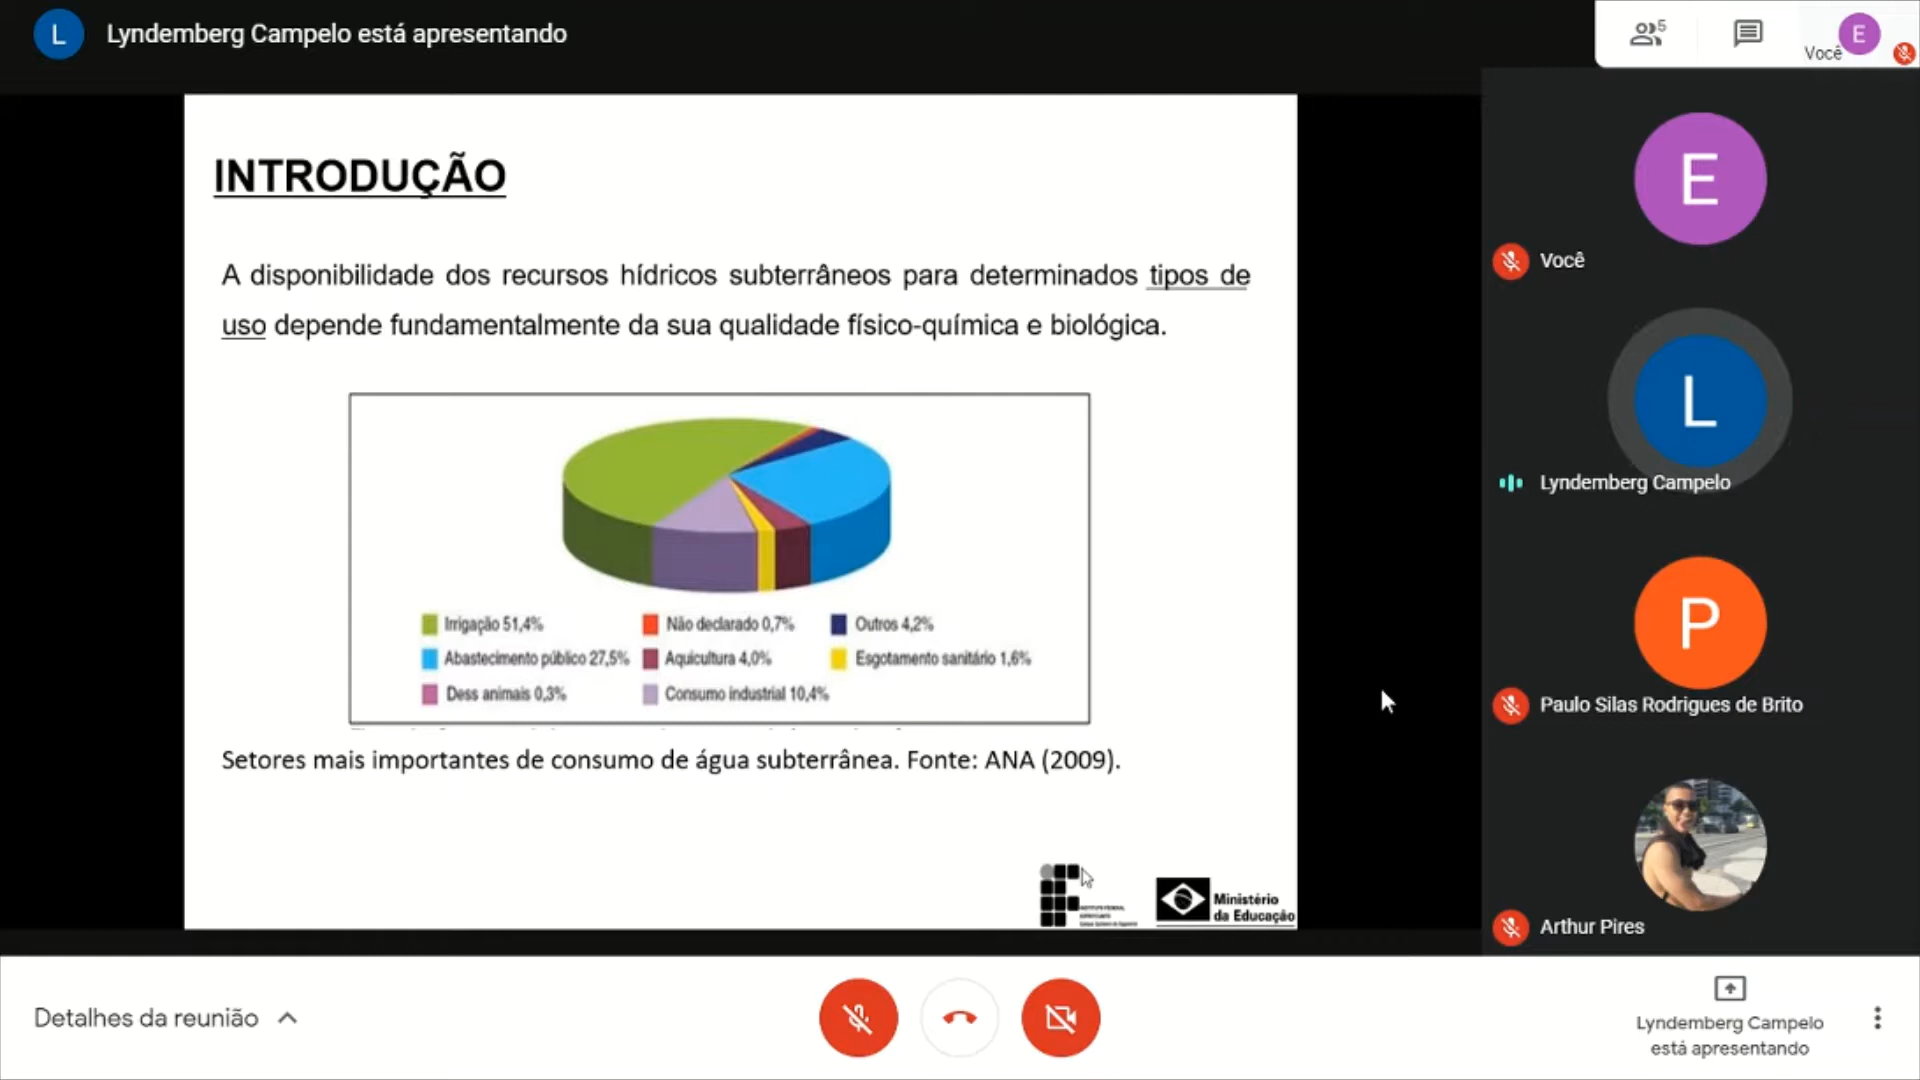 L
Lyndemberg Campelo está apresentando
5
Você
E
INTRODUÇÃO
A disponibilidade dos recursos hídricos subterrâneos para determinados tipos de
uso depende fundamentalmente da sua qualidade físico-química e biológica.
Irrigação 51,4%
Não declarado 0,7%
Outros 4,2%
Abastecimento público 27,5%
Aquicultura 4,0%
Esgotamento sanitário 1,6%
Dess animais 0,3%
Consumo industrial 10,4%
Setores mais importantes de consumo de água subterrânea. Fonte: ANA (2009).
Ministério
da Educação
E
Você
L
Lyndemberg Campelo
P
Paulo Silas Rodrigues de Brito
Arthur Pires
Detalhes da reunião
Lyndemberg Campelo
está apresentando